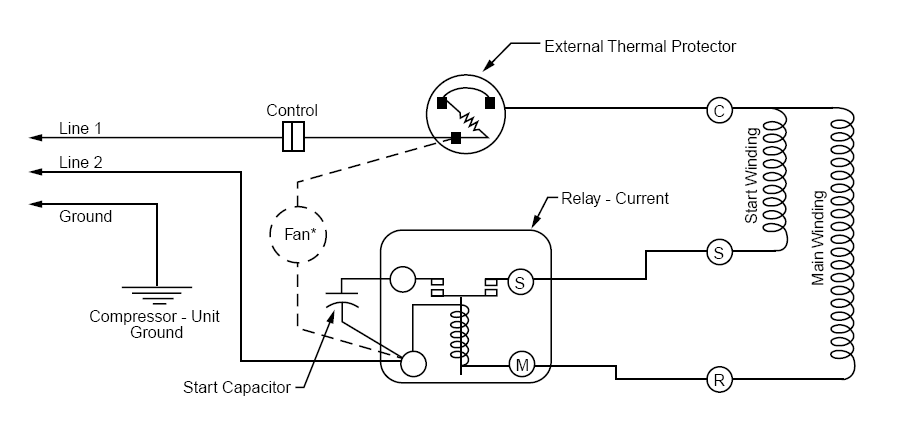 External Thermal Protector
Control
Line 1
C
Line 2
Start Winding
Relay - Current
Ground
Main Winding
Fan*
S
S
Compressor - Unit
Ground
M
Start Capacitor
R